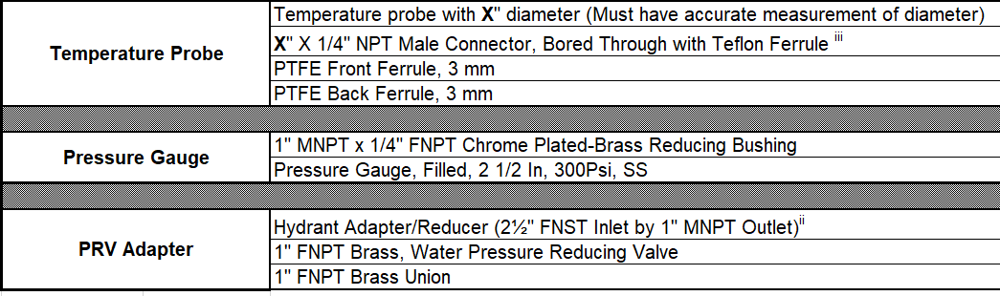 Temperature Probe
Temperature probe with X" diameter (Must have accurate measurement of diameter)
X" X 1/4" NPT Male Connector, Bored Through with Teflon Ferrule iii
PTFE Front Ferrule, 3 mm
PTFE Back Ferrule, 3 mm
Pressure Gauge
1" MNPT x 1/4" FNPT Chrome Plated-Brass Reducing Bushing
Pressure Gauge, Filled, 2 1/2 In, 300Psi, SS
PRV Adapter
Hydrant Adapter/Reducer (2½" FNST Inlet by 1" MNPT Outlet)ii
1" FNPT Brass, Water Pressure Reducing Valve
1" FNPT Brass Union